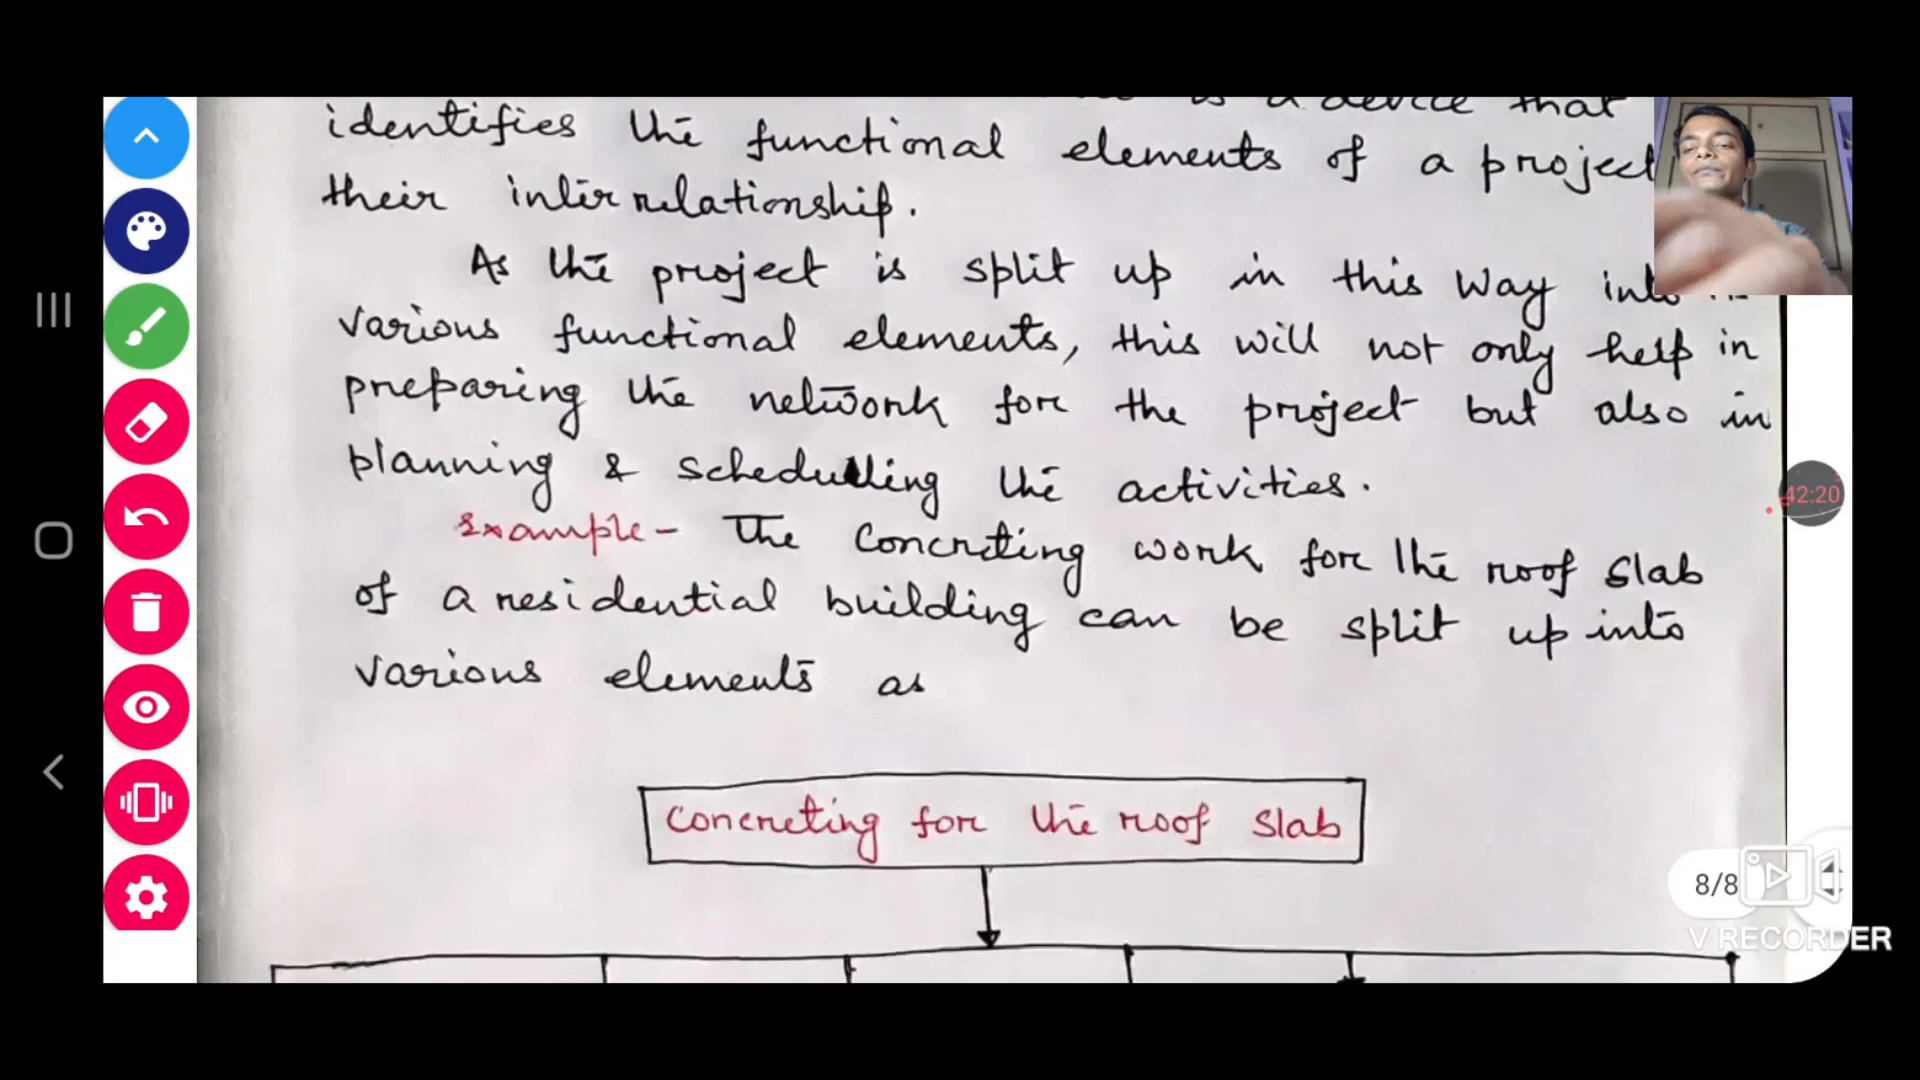 is a device that
identifies the functional elements of a project
their inter relationship.
As the project is split up in this way into
various functional elements, this will not only help in
preparing the network for the project but also in
planning & scheduling the activities.
Example - The Concreting work for the roof slab
of a residential building can be split up into
various elements as
Concreting for the roof slab
42:20
8/8
V RECORDER